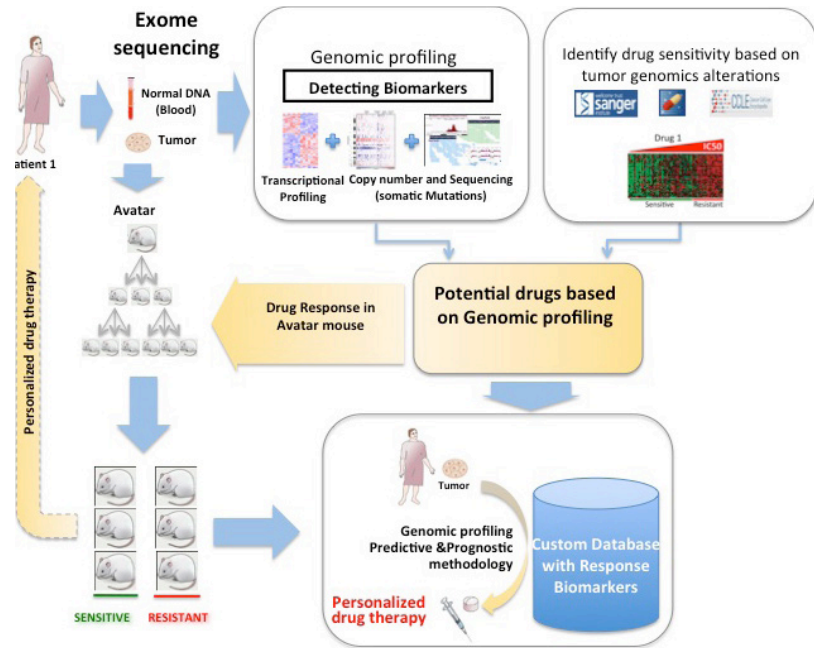 Exome
sequencing
Normal DNA
(Blood)
Tumor
atient 1
Genomic profiling
Detecting Biomarkers
Transcriptional
Profiling
Copy number and Sequencing
(somatic Mutations)
Identify drug sensitivity based on
tumor genomics alterations
sanger
CCLE
Drug 1
IC50
Sensitive
Resistant
Avatar
Drug Response in
Avatar mouse
Potential drugs based
on Genomic profiling
Personalized drug therapy
SENSITIVE
RESISTANT
Tumor
Genomic profiling
Predictive &Prognostic
methodology
Personalized
drug therapy
Custom Database
with Response
Biomarkers